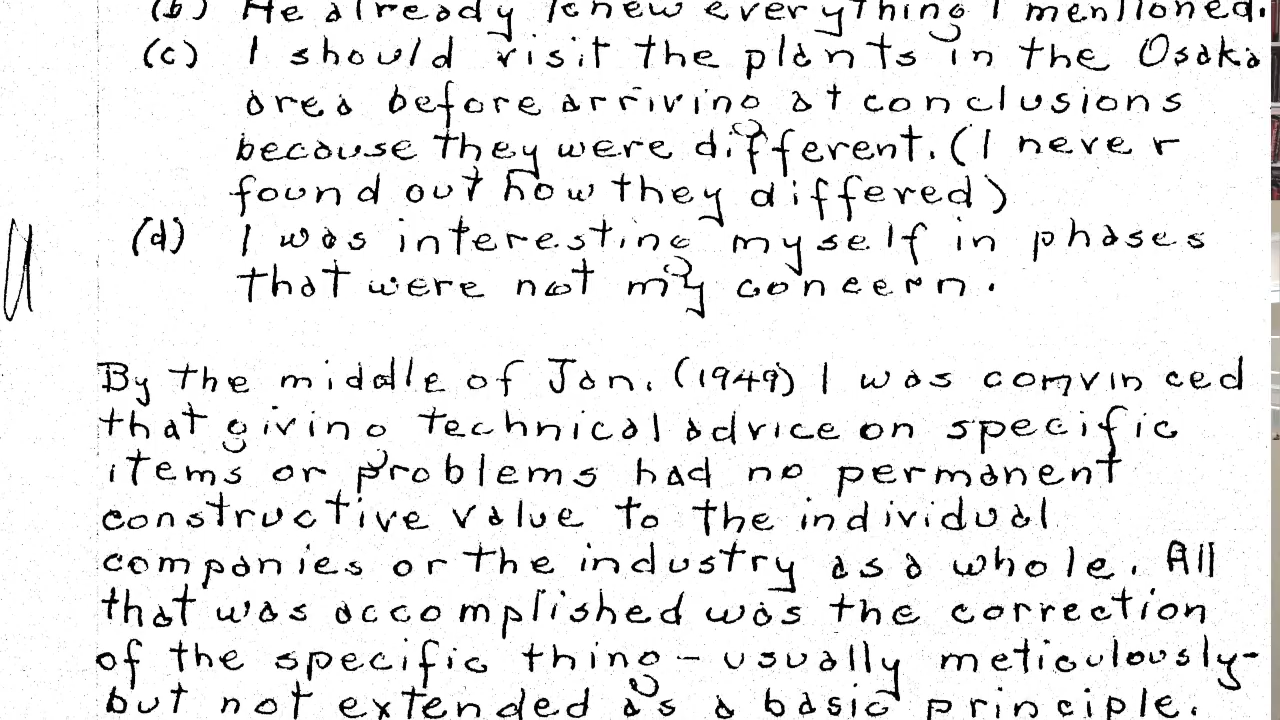 (b) He already knew everything I mentioned.
(c) I should visit the plants in the Osaka
area before arriving at conclusions
because they were different. (I never
found out how they differed)
(d) I was interesting myself in phases
that were not my concern.
By the middle of Jan. (1949) I was convinced
that giving technical advice on specific
items or problems had no permanent
constructive value to the individual
companies or the industry as a whole. All
that was accomplished was the correction
of the specific thing - usually meticulously-
but not extended as a basic principle.